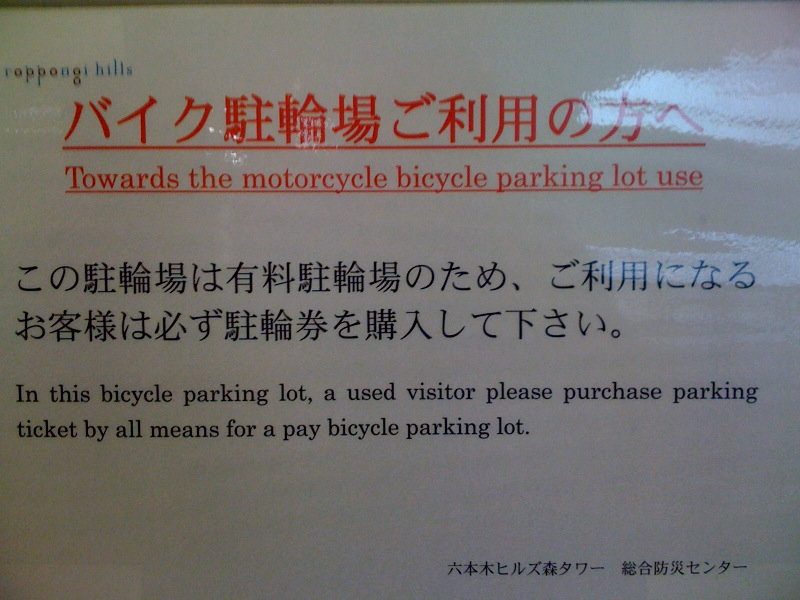 roppongi hills
バイク駐輪場ご利用の方へ
Towards the motorcycle bicycle parking lot use
この駐輪場は有料駐輪場のため、ご利用になる
お客様は必ず駐輪券を購入して下さい。
In this bicycle parking lot, a used visitor please purchase parking
ticket by all means for a pay bicycle parking lot.
六本木ヒルズ森タワー　総合防災センター